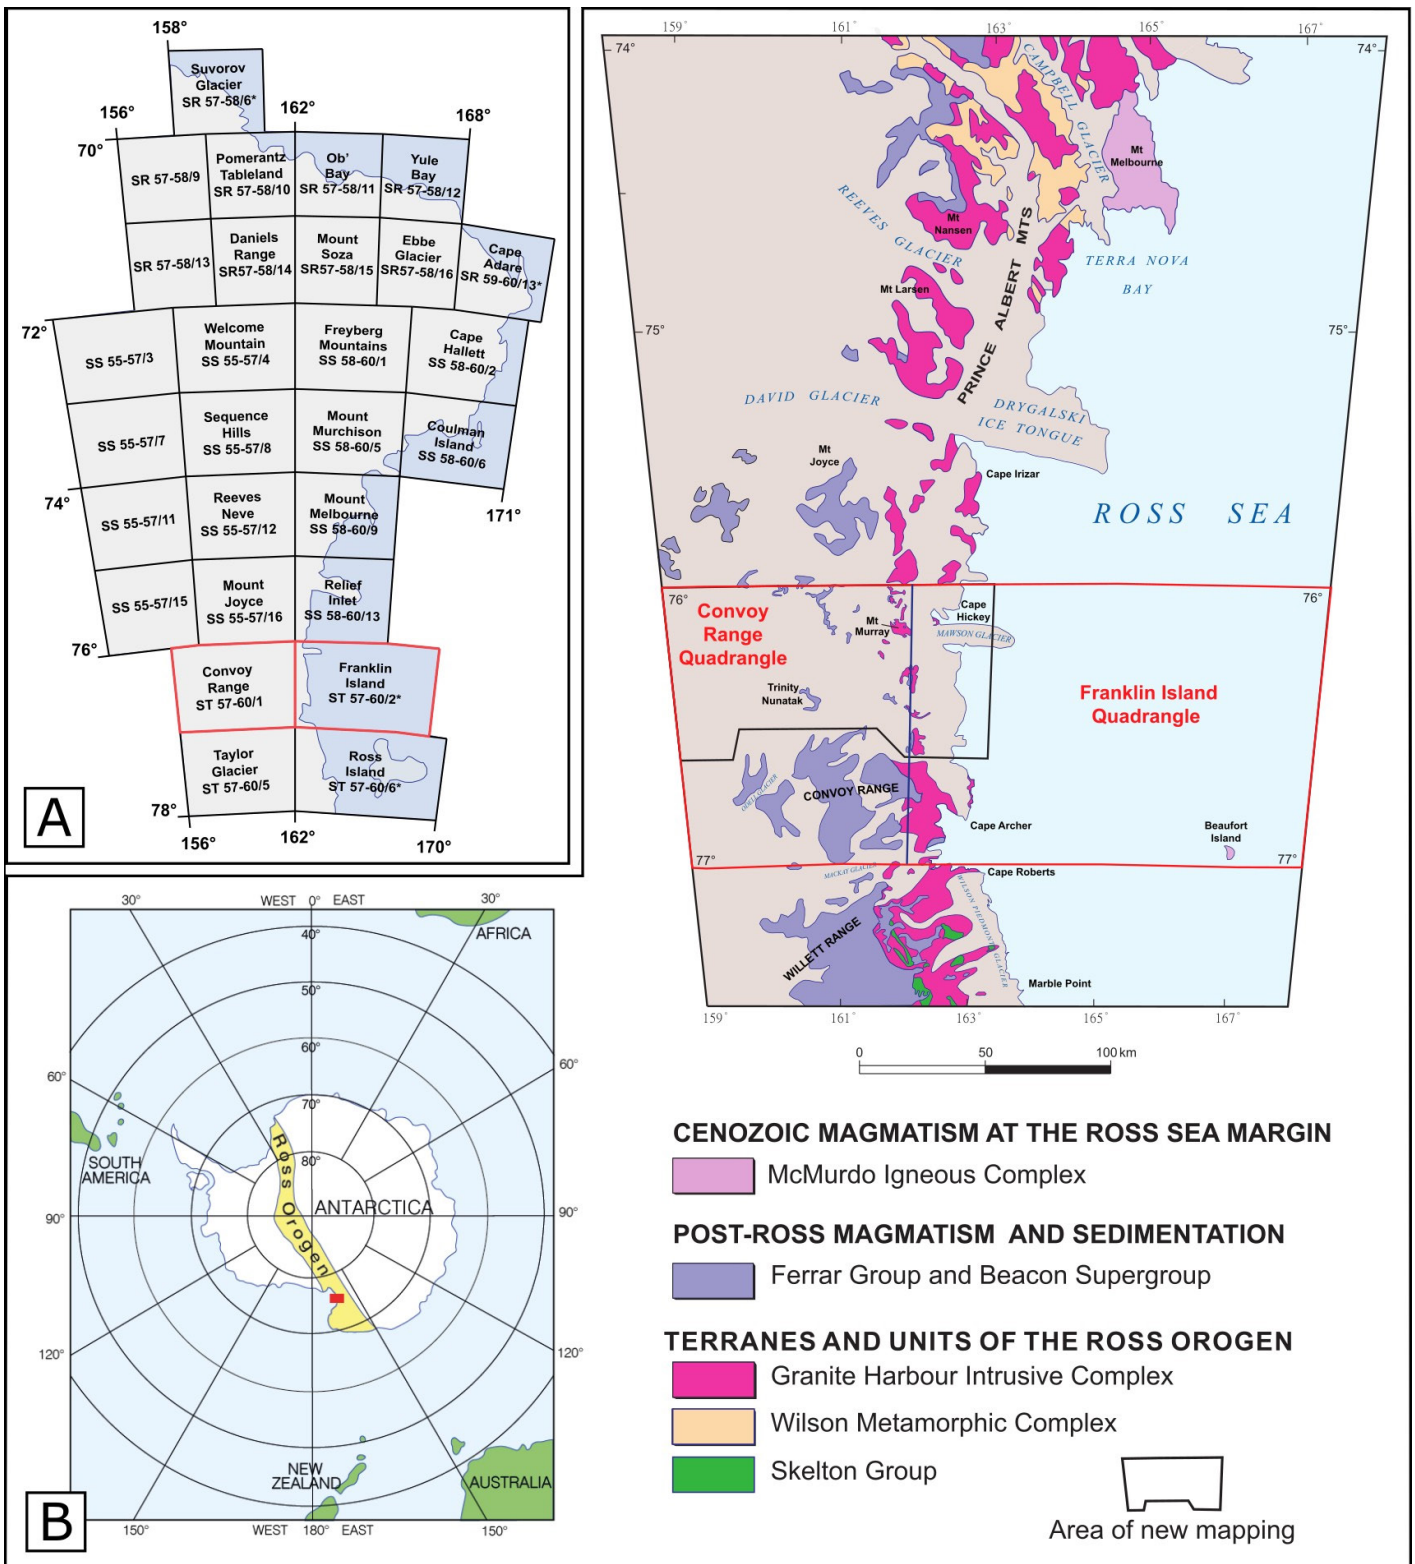 158°
Suvorov
Glacier
SR 57-58/6*
156°
162°
168°
70°
SR 57-58/9
Pomerantz
Tableland
SR 57-58/10
Ob'
Bay
SR 57-58/11
Yule
Bay
SR 57-58/12
SR 57-58/13
Daniels
Range
SR57-58/14
Mount
Soza
SR57-58/15
Ebbe
Glacier
SR57-58/16
Cape
Adare
SR 59-60/13*
72°
SS 55-57/3
Welcome
Mountain
SS 55-57/4
Freyberg
Mountains
SS 58-60/1
Cape
Hallett
SS 58-60/2
SS 55-57/7
Sequence
Hills
SS 55-57/8
Mount
Murchison
SS 58-60/5
Coulman
Island
SS 58-60/6
74°
171°
SS 55-57/11
Reeves
Neve
SS 55-57/12
Mount
Melbourne
SS 58-60/9
SS 55-57/15
Mount
Joyce
SS 55-57/16
Relief
Inlet
SS 58-60/13
76°
Convoy
Range
ST 57-60/1
Franklin
Island
ST 57-60/2*
Taylor
Glacier
ST 57-60/5
Ross
Island
ST 57-60/6*
78°
156°
162°
170°
A
30°
WEST 0° EAST
30°
AFRICA
40°
50°
60°
60°
60°
70°
80°
Ross Orogen
SOUTH
AMERICA
ANTARCTICA
90°
90°
120°
120°
NEW
ZEALAND
AUSTRALIA
150°
WEST 180° EAST
150°
B
159°
161°
163°
165°
167°
74°
74°
CAMPBELL GLACIER
Mt
Melbourne
REEVES GLACIER
Mt
Nansen
PRINCE ALBERT MTS
TERRA NOVA
BAY
Mt Larsen
75°
75°
DAVID GLACIER
DRYGALSKI
ICE TONGUE
Mt
Joyce
Cape Irizar
ROSS SEA
76°
76°
Convoy
Range
Quadrangle
Mt
Murray
Cape
Hickey
MAWSON GLACIER
Trinity
Nunatak
Franklin Island
Quadrangle
ODELL GLACIER
CONVOY RANGE
Cape Archer
Beaufort
Island
77°
77°
MACKAY GLACIER
Cape Roberts
WILSON PIEDMONT GLACIER
WILLETT RANGE
Marble Point
159°
161°
163°
165°
167°
0
50
100 km
CENOZOIC MAGMATISM AT THE ROSS SEA MARGIN
McMurdo Igneous Complex
POST-ROSS MAGMATISM AND SEDIMENTATION
Ferrar Group and Beacon Supergroup
TERRANES AND UNITS OF THE ROSS OROGEN
Granite Harbour Intrusive Complex
Wilson Metamorphic Complex
Skelton Group
Area of new mapping